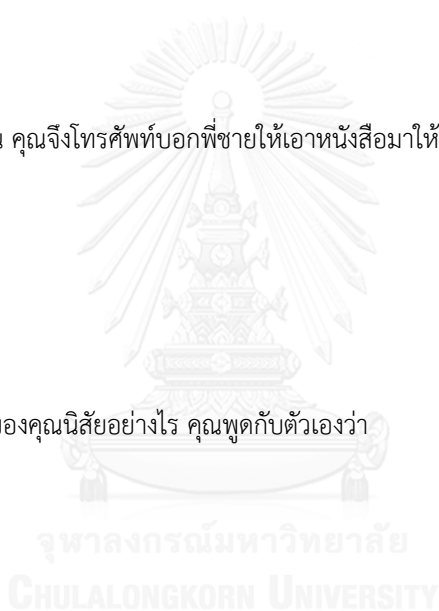 น คุณจึงโทรศัพท์บอกพี่ชายให้เอาหนังสือมาให้
ของคุณนิสัยอย่างไร คุณพูดกับตัวเองว่า
จุฬาลงกรณ์มหาวิทยาลัย
CHULALONGKORN UNIVERSITY